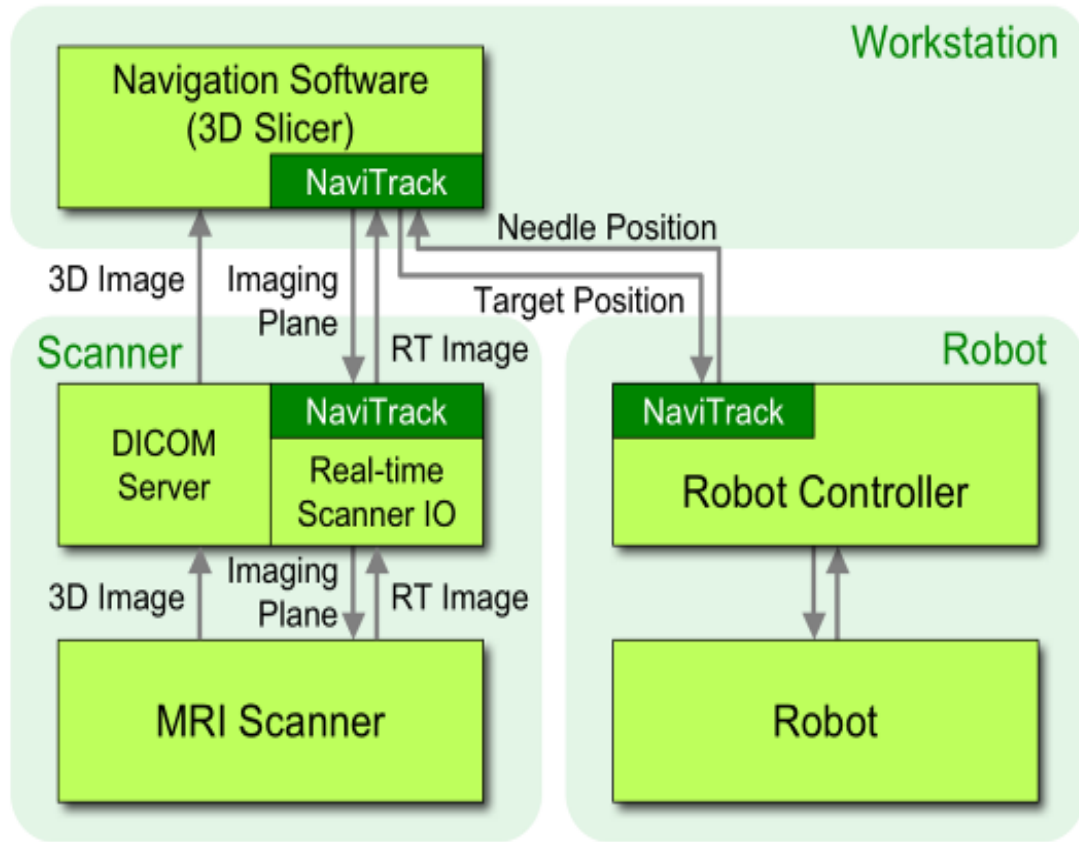 Workstation
Navigation Software
(3D Slicer)
NaviTrack
Needle Position
3D Image
Imaging
Plane
Target Position
RT Image
Scanner
Robot
DICOM
Server
NaviTrack
Real-time
Scanner IO
NaviTrack
Robot Controller
3D Image
Imaging
Plane
RT Image
MRI Scanner
Robot